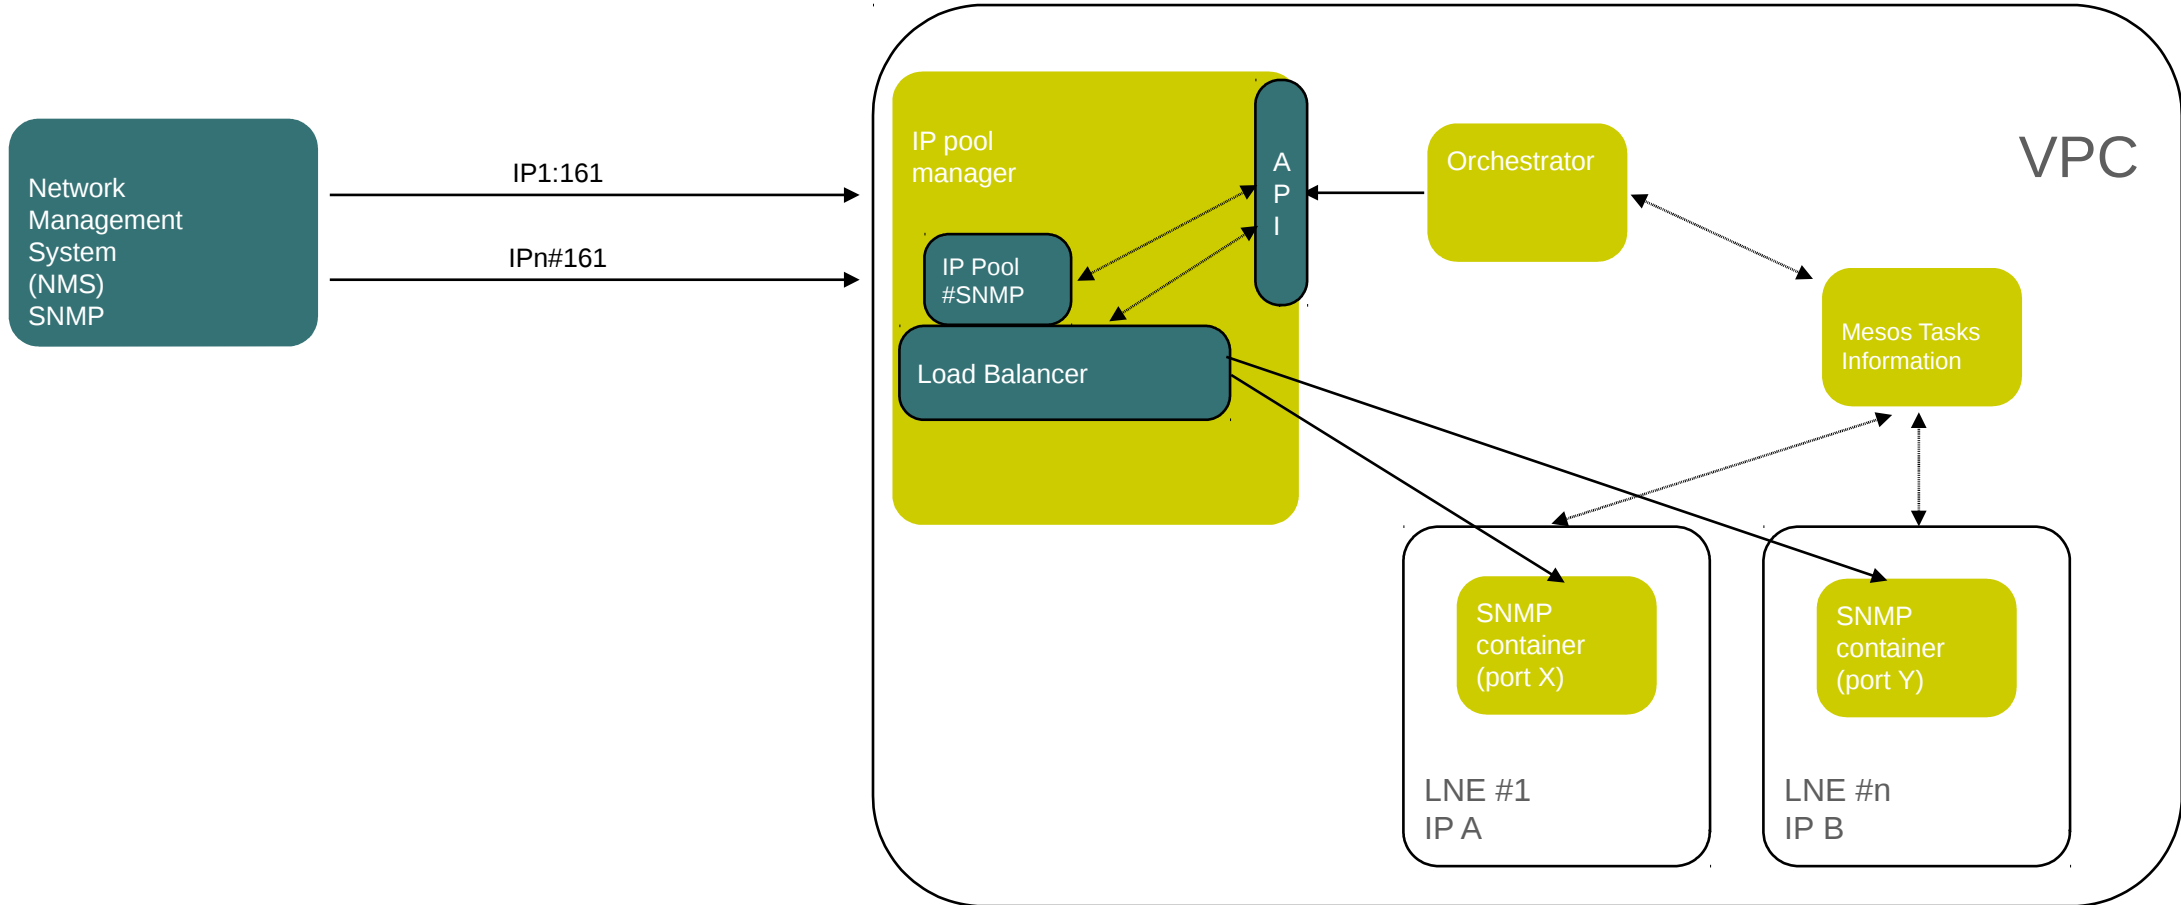 Network
Management
System
(NMS)
SNMP
IP1:161
IPn#161
IP pool
manager
A
P
I
IP Pool
#SNMP
Load Balancer
Orchestrator
VPC
Mesos Tasks
Information
SNMP
container
(port X)
LNE #1
IP A
SNMP
container
(port Y)
LNE #n
IP B